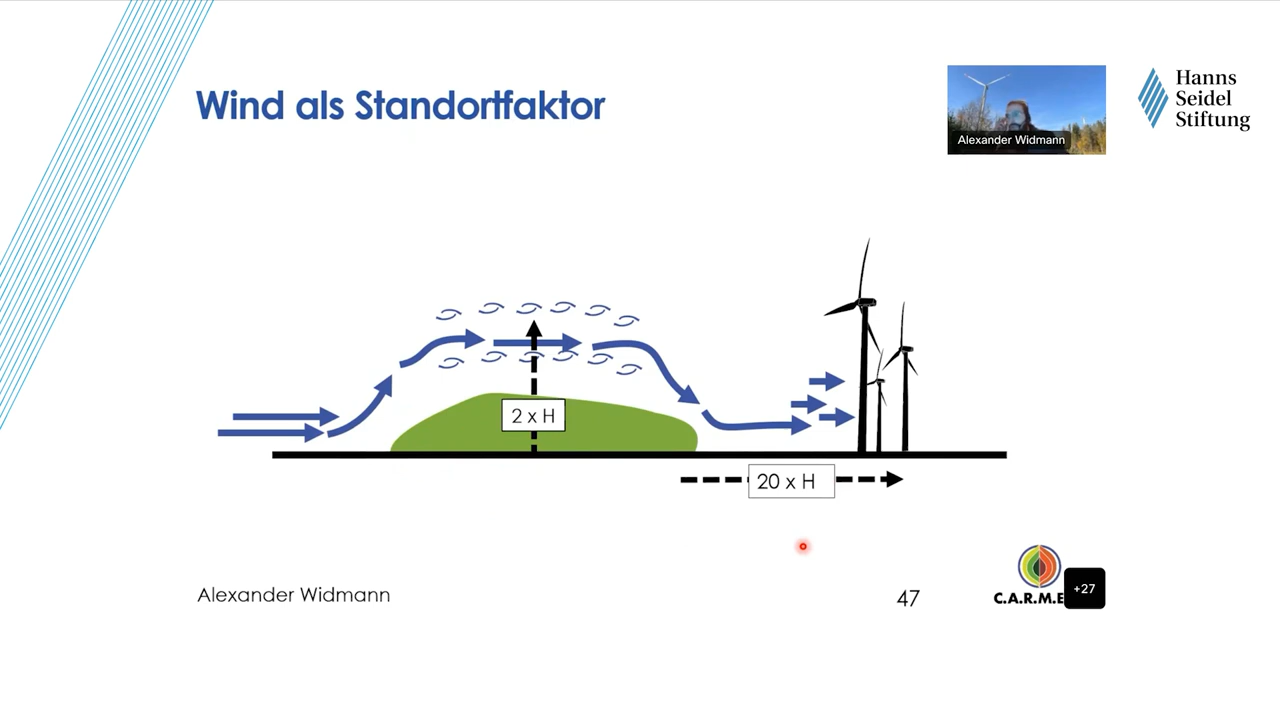 Wind als Standortfaktor
Alexander Widmann
Hanns
Seidel
Stiftung
2 x H
20 x H
Alexander Widmann
47
C.A.R.M.E
+27